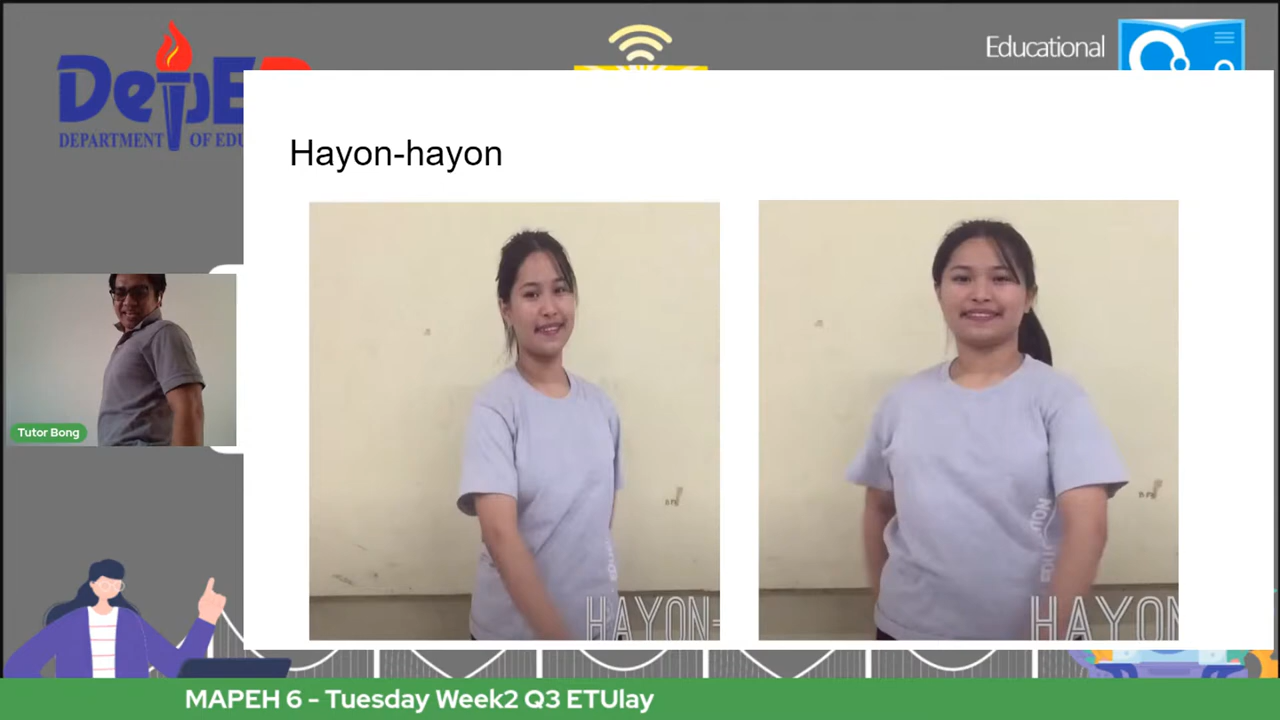 Educational
DEPARTMENT OF EDU
Hayon-hayon
Tutor Bong
HAYON-
HAYON
MAPEH 6 - Tuesday Week2 Q3 ETUlay